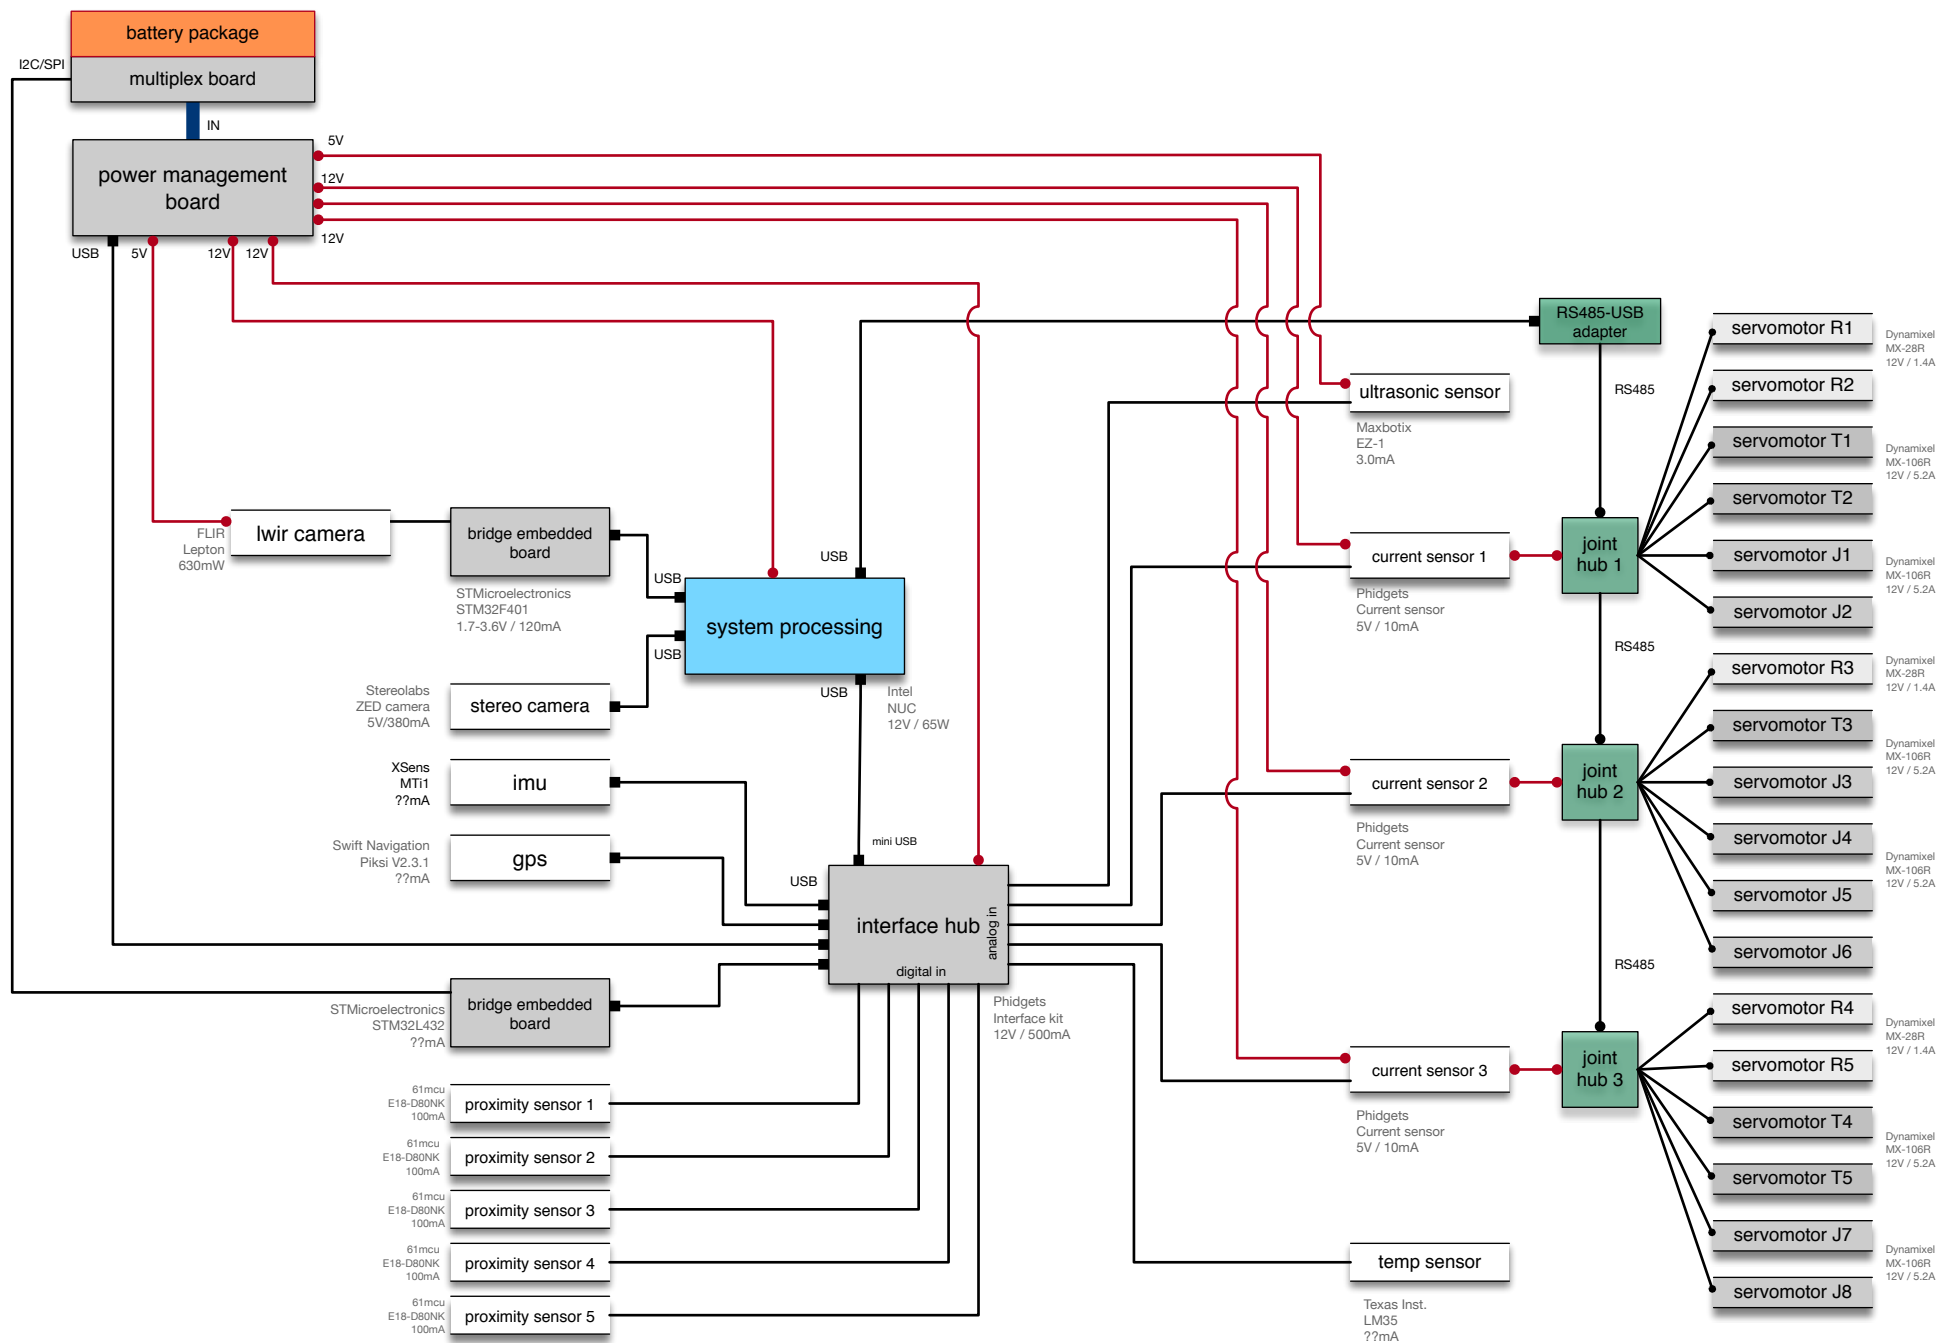 battery package
I2C/SPI
multiplex board
IN
5V
power management
board
12V
12V
USB
5V
12V
12V
RS485-USB
adapter
servomotor R1
Dynamixel
MX-28R
12V / 1.4A
servomotor R2
RS485
ultrasonic sensor
Maxbotix
EZ-1
3.0mA
servomotor T1
Dynamixel
MX-106R
12V / 5.2A
servomotor T2
FLIR
Lepton
630mW
lwir camera
bridge embedded
board
STMicroelectronics
STM32F401
1.7-3.6V / 120mA
USB
USB
USB
system processing
current sensor 1
Phidgets
Current sensor
5V / 10mA
joint
hub 1
servomotor J1
Dynamixel
MX-106R
12V / 5.2A
servomotor J2
RS485
Stereolabs
ZED camera
5V/380mA
stereo camera
USB
Intel
NUC
12V / 65W
servomotor R3
Dynamixel
MX-28R
12V / 1.4A
servomotor T3
Dynamixel
MX-106R
12V / 5.2A
XSens
MTi1
??mA
imu
current sensor 2
Phidgets
Current sensor
5V / 10mA
joint
hub 2
servomotor J3
servomotor J4
Dynamixel
MX-106R
12V / 5.2A
servomotor J5
servomotor J6
Swift Navigation
Piksi V2.3.1
??mA
gps
mini USB
USB
interface hub
analog in
digital in
Phidgets
Interface kit
12V / 500mA
RS485
STMicroelectronics
STM32L432
??mA
bridge embedded
board
current sensor 3
Phidgets
Current sensor
5V / 10mA
joint
hub 3
servomotor R4
Dynamixel
MX-28R
12V / 1.4A
servomotor R5
servomotor T4
Dynamixel
MX-106R
12V / 5.2A
servomotor T5
servomotor J7
Dynamixel
MX-106R
12V / 5.2A
servomotor J8
61mcu
E18-D80NK
100mA
proximity sensor 1
61mcu
E18-D80NK
100mA
proximity sensor 2
61mcu
E18-D80NK
100mA
proximity sensor 3
61mcu
E18-D80NK
100mA
proximity sensor 4
61mcu
E18-D80NK
100mA
proximity sensor 5
temp sensor
Texas Inst.
LM35
??mA